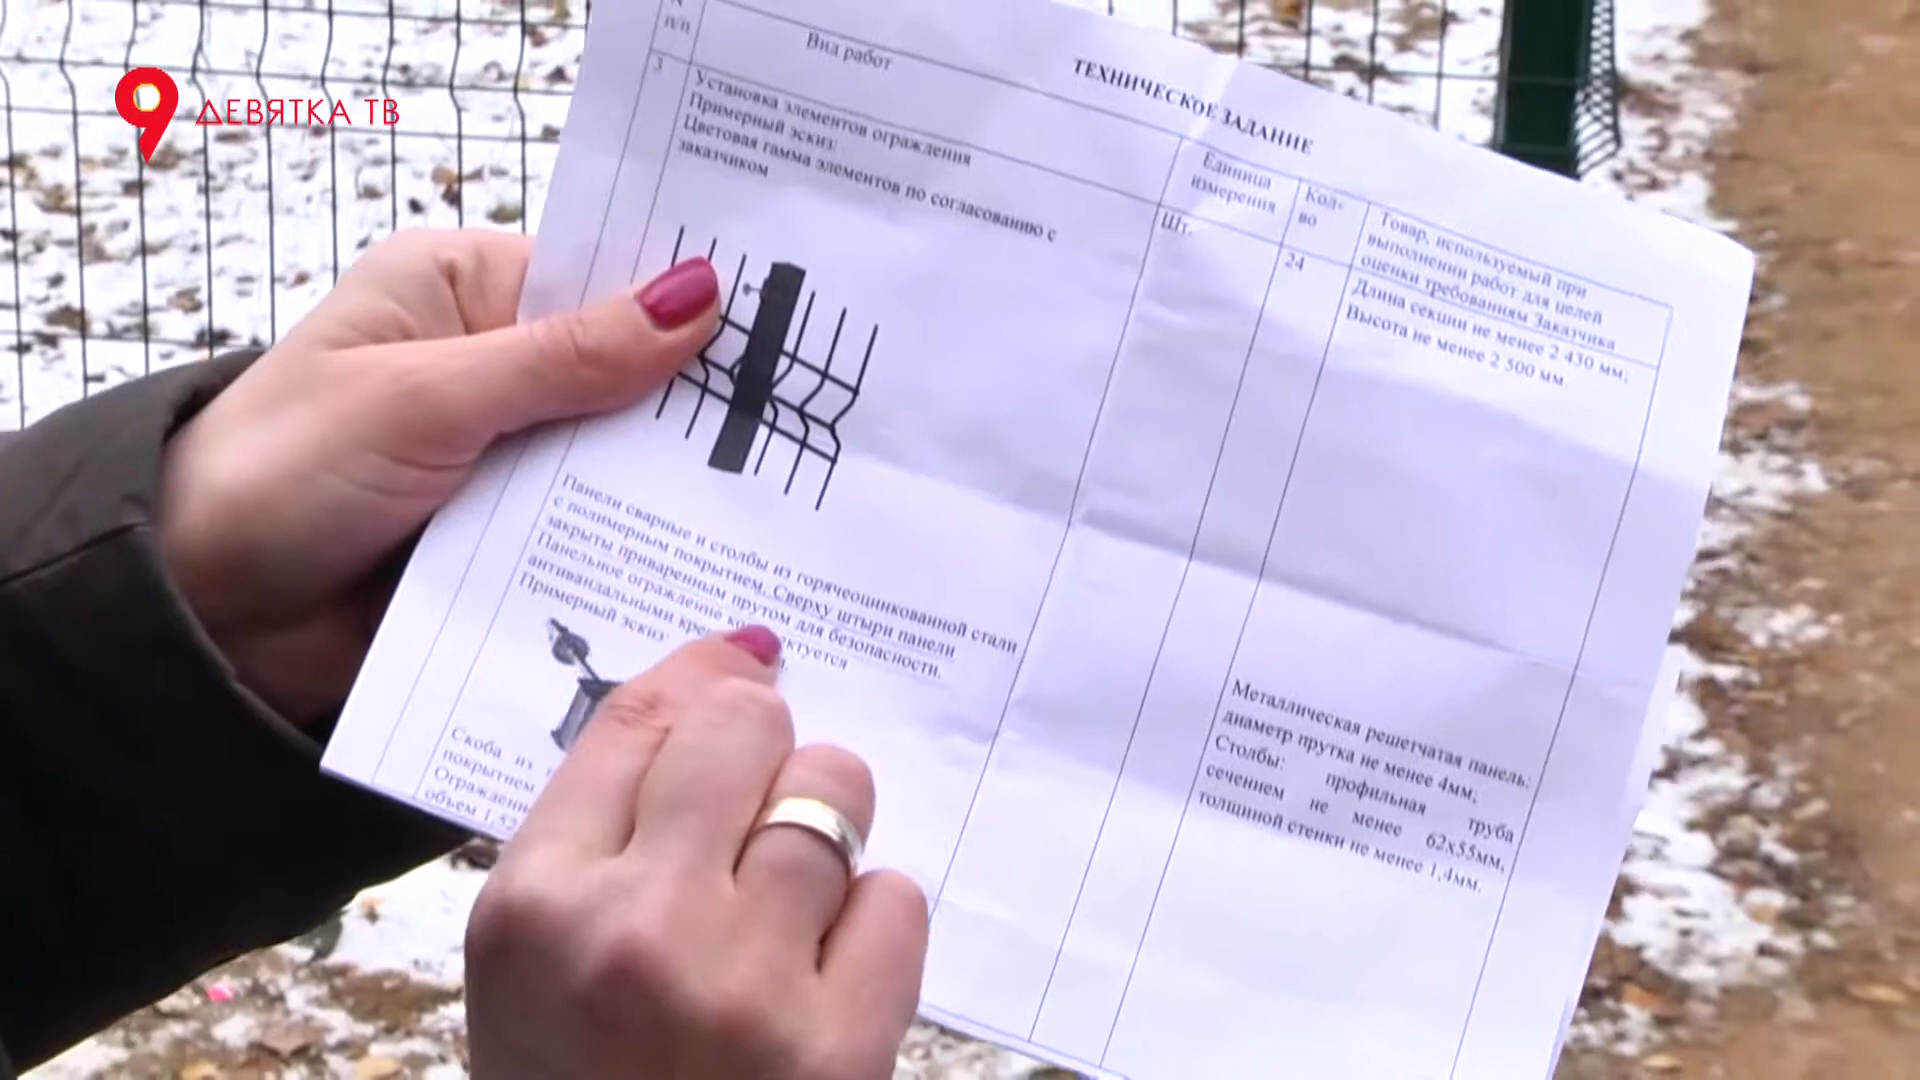 ДЕВЯТКА ТВ
ТЕХНИЧЕСКОЕ ЗАДАНИЕ
п/п
Вид работ
Единица
измерения
Кол-
во
Товар, используемый при
выполнении работ для целей
оценки требованиям Заказчика
3
Установка элементов ограждения
Примерный эскиз:
Цветовая гамма элементов по согласованию с
заказчиком
Шт.
24
Длина секции не менее 2 430 мм;
Высота не менее 2 500 мм.
Панели сварные и столбы из горячеоцинкованной стали
с полимерным покрытием. Сверху штыри панели
закрыты приваренным прутом для безопасности.
Панельное ограждение
антивандальными
Примерный эскиз:
Скоба из
покрытием
объем 1,52
Металлическая решетчатая панель:
диаметр прутка не менее 4мм;
Столбы: профильная труба
сечением не менее 62х55мм,
толщиной стенки не менее 1,4мм.